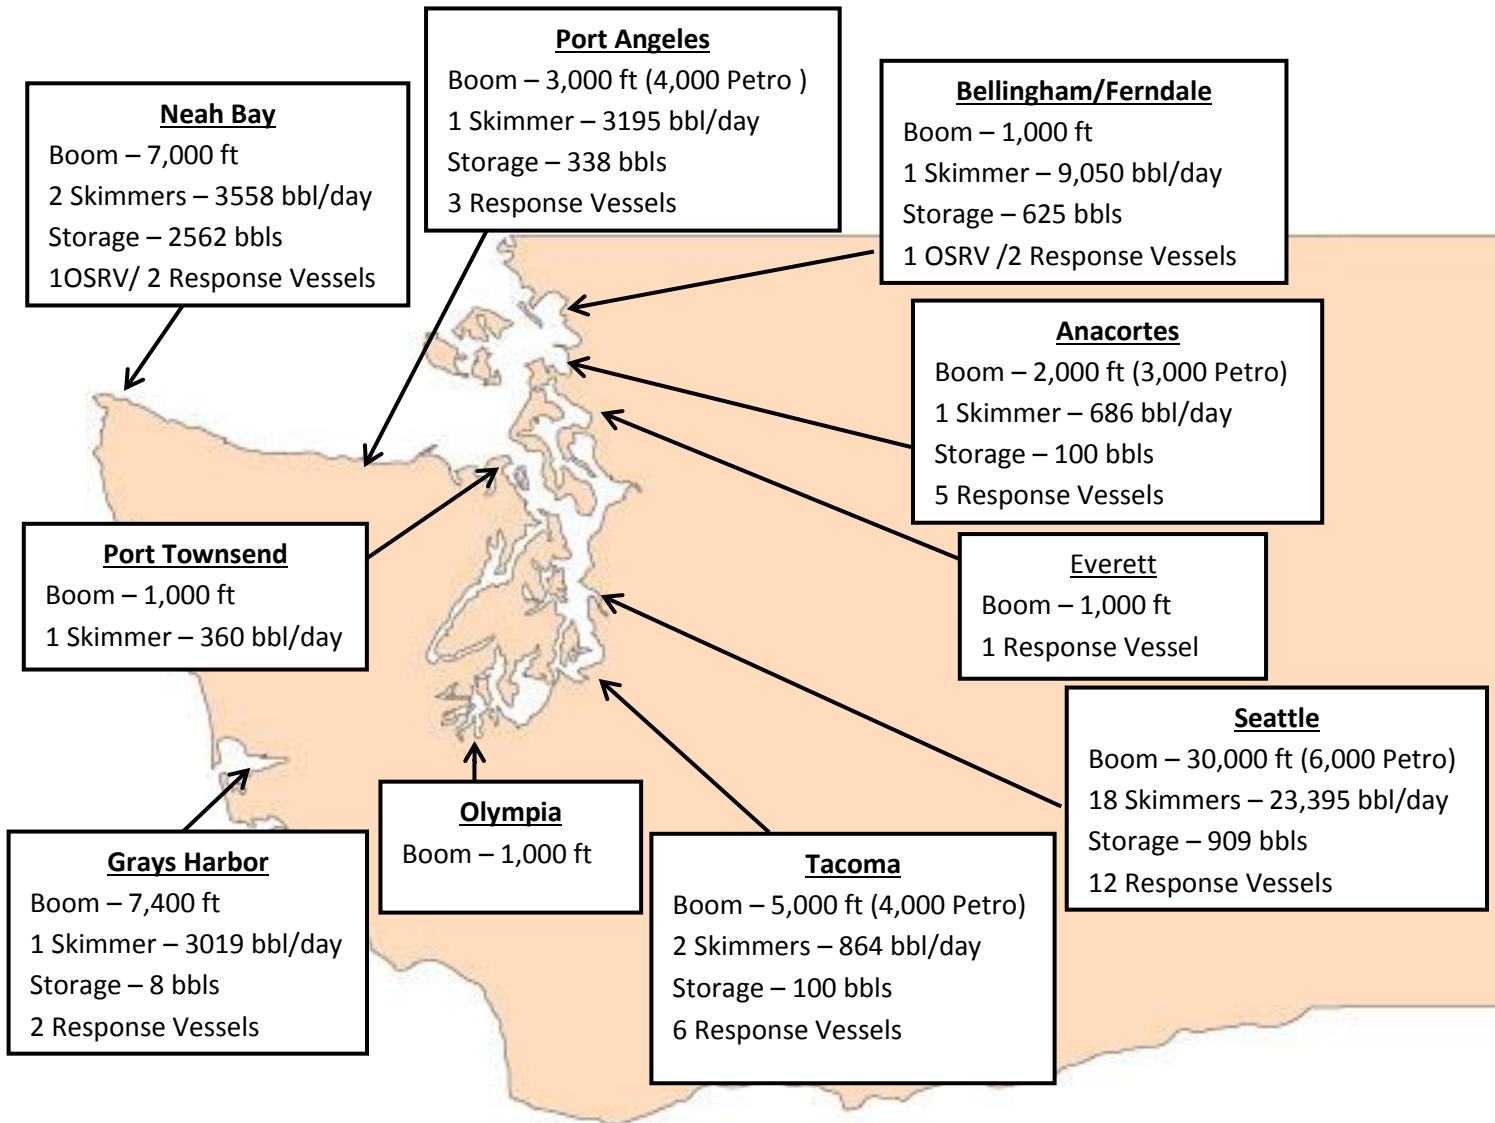 Port Angeles
Boom – 3,000 ft (4,000 Petro )
1 Skimmer – 3195 bbl/day
Storage – 338 bbls
3 Response Vessels
Neah Bay
Boom – 7,000 ft
2 Skimmers – 3558 bbl/day
Storage – 2562 bbls
1OSRV/ 2 Response Vessels
Bellingham/Ferndale
Boom – 1,000 ft
1 Skimmer – 9,050 bbl/day
Storage – 625 bbls
1 OSRV /2 Response Vessels
Anacortes
Boom – 2,000 ft (3,000 Petro)
1 Skimmer – 686 bbl/day
Storage – 100 bbls
5 Response Vessels
Port Townsend
Boom – 1,000 ft
1 Skimmer – 360 bbl/day
Everett
Boom – 1,000 ft
1 Response Vessel
Seattle
Boom – 30,000 ft (6,000 Petro)
18 Skimmers – 23,395 bbl/day
Storage – 909 bbls
12 Response Vessels
Olympia
Boom – 1,000 ft
Grays Harbor
Boom – 7,400 ft
1 Skimmer – 3019 bbl/day
Storage – 8 bbls
2 Response Vessels
Tacoma
Boom – 5,000 ft (4,000 Petro)
2 Skimmers – 864 bbl/day
Storage – 100 bbls
6 Response Vessels